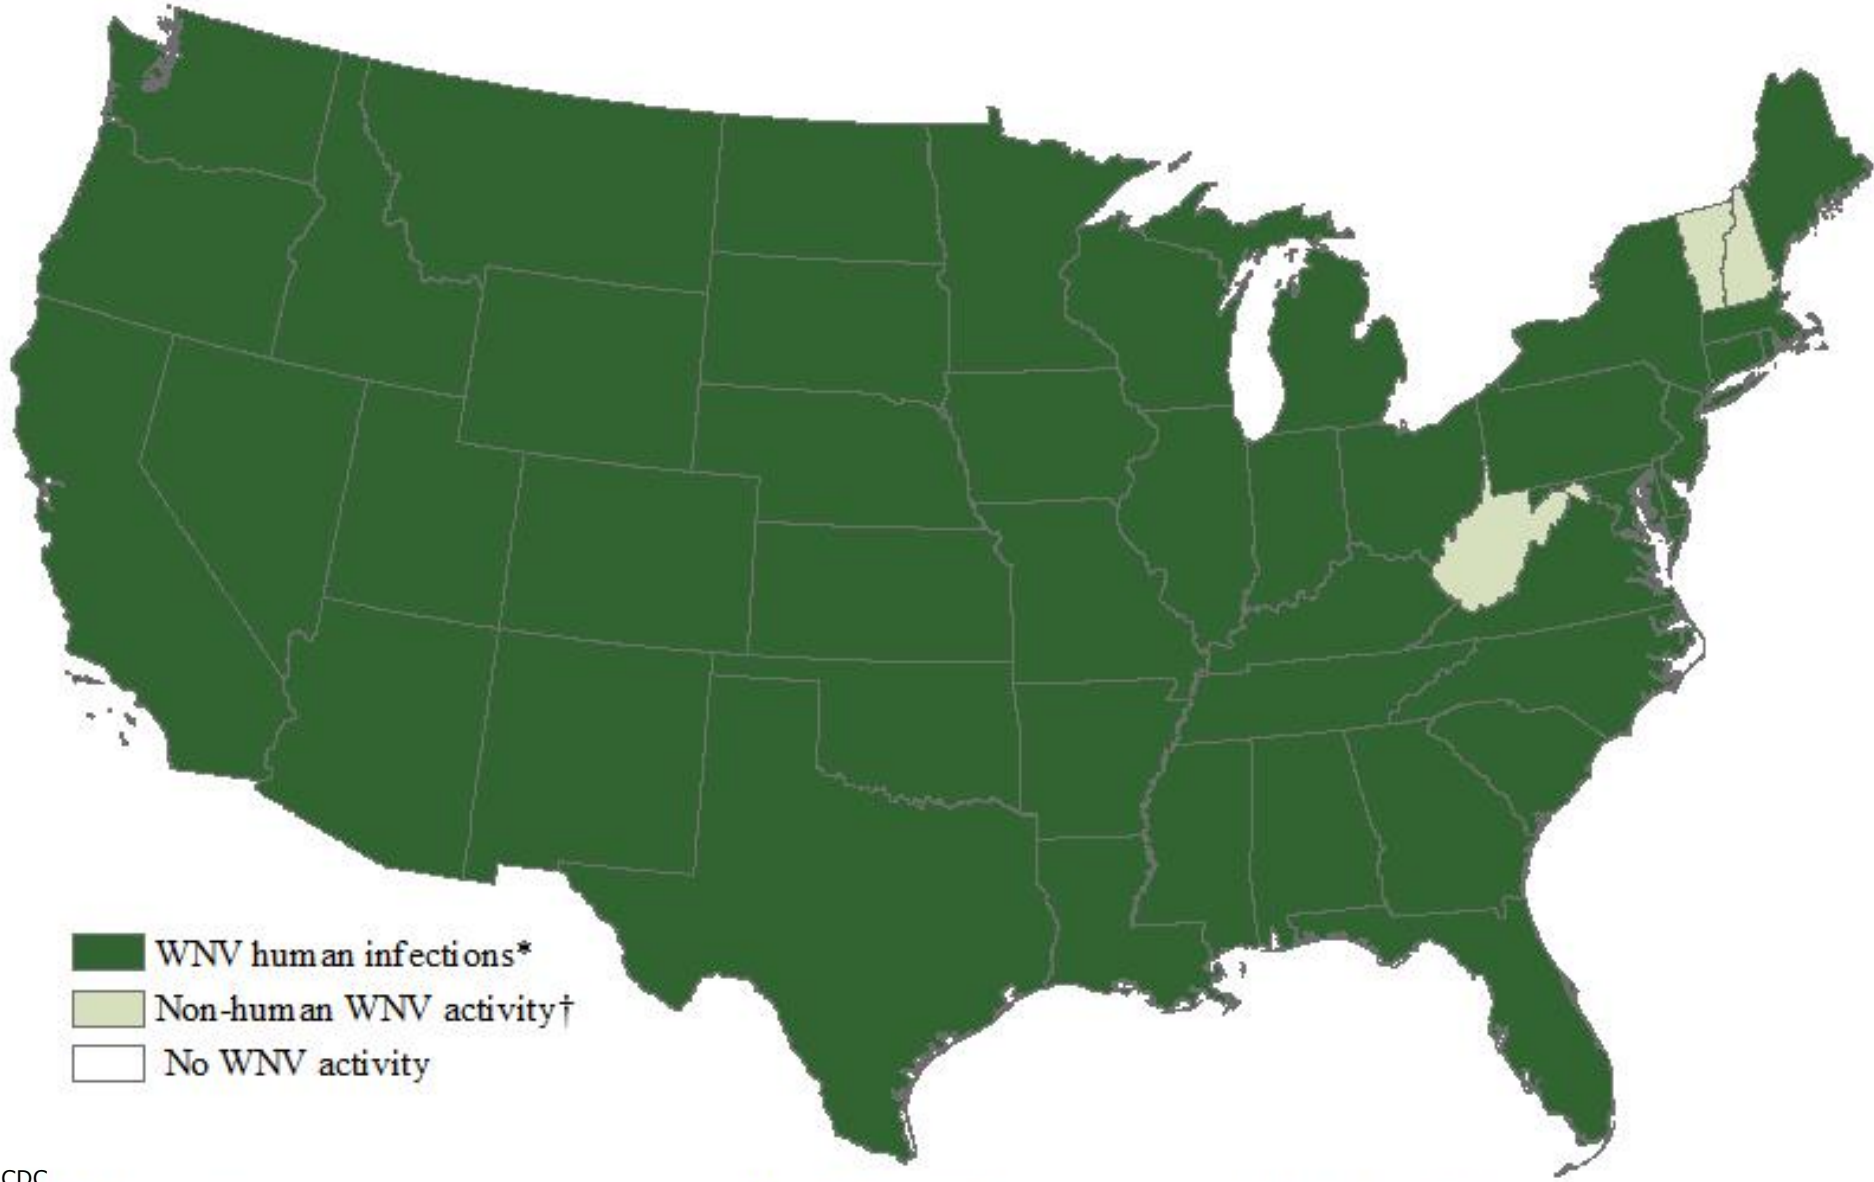 WNV human infections*
Non-human WNV activity†
No WNV activity
CDC